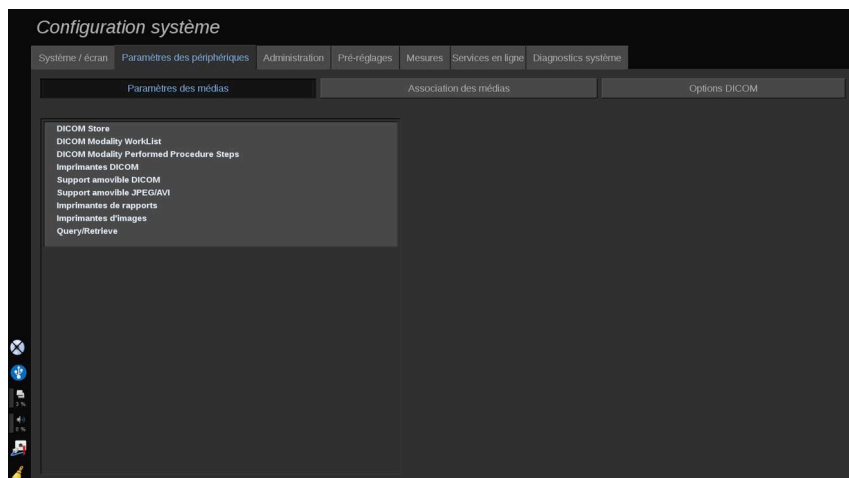 Configuration système
Système / écran Paramètres des périphériques Administration Pré-réglages Mesures Services en ligne Diagnostics système
Paramètres des médias Association des médias Options DICOM
DICOM Store
DICOM Modality WorkList
DICOM Modality Performed Procedure Steps
Imprimantes DICOM
Support amovible DICOM
Support amovible JPEG/AVI
Imprimantes de rapports
Imprimantes d'images
Query/Retrieve
3 %
0 %